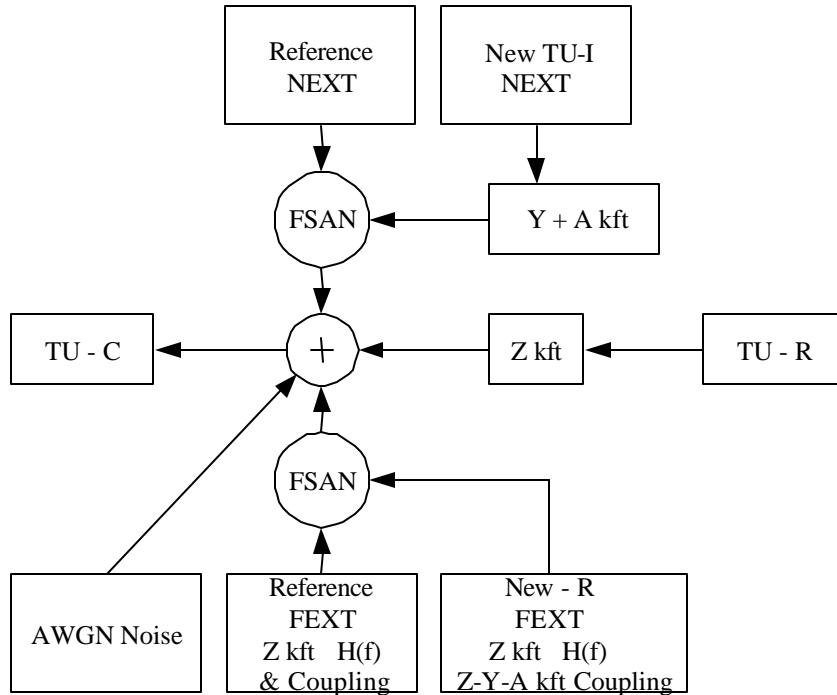 Reference
NEXT
New TU-I
NEXT
FSAN
Y + A kft
TU - C
+
Z kft
TU - R
FSAN
AWGN Noise
Reference
FEXT
Z kft H(f)
& Coupling
New - R
FEXT
Z kft H(f)
Z-Y-A kft Coupling